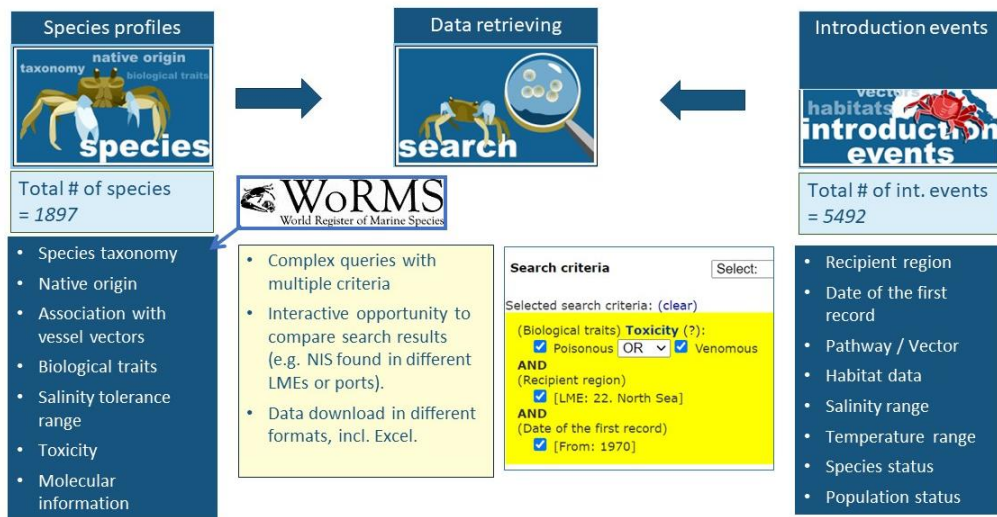 Species profiles
native origin
taxonomy
biological traits
species
Total # of species
= 1897
• Species taxonomy
• Native origin
• Association with
vessel vectors
• Biological traits
• Salinity tolerance
range
• Toxicity
• Molecular
information
Data retrieving
search
WoRMS
World Register of Marine Species
• Complex queries with
multiple criteria
• Interactive opportunity to
compare search results
(e.g. NIS found in different
LMEs or ports).
• Data download in different
formats, incl. Excel.
Search criteria
Select:
Selected search criteria: (clear)
(Biological traits) Toxicity (?):
Poisonous OR Venomous
AND
(Recipient region)
[LME: 22. North Sea]
AND
(Date of the first record)
[From: 1970]
Introduction events
vectors
habitats
introduction
events
Total # of int. events
= 5492
• Recipient region
• Date of the first
record
• Pathway / Vector
• Habitat data
• Salinity range
• Temperature range
• Species status
• Population status